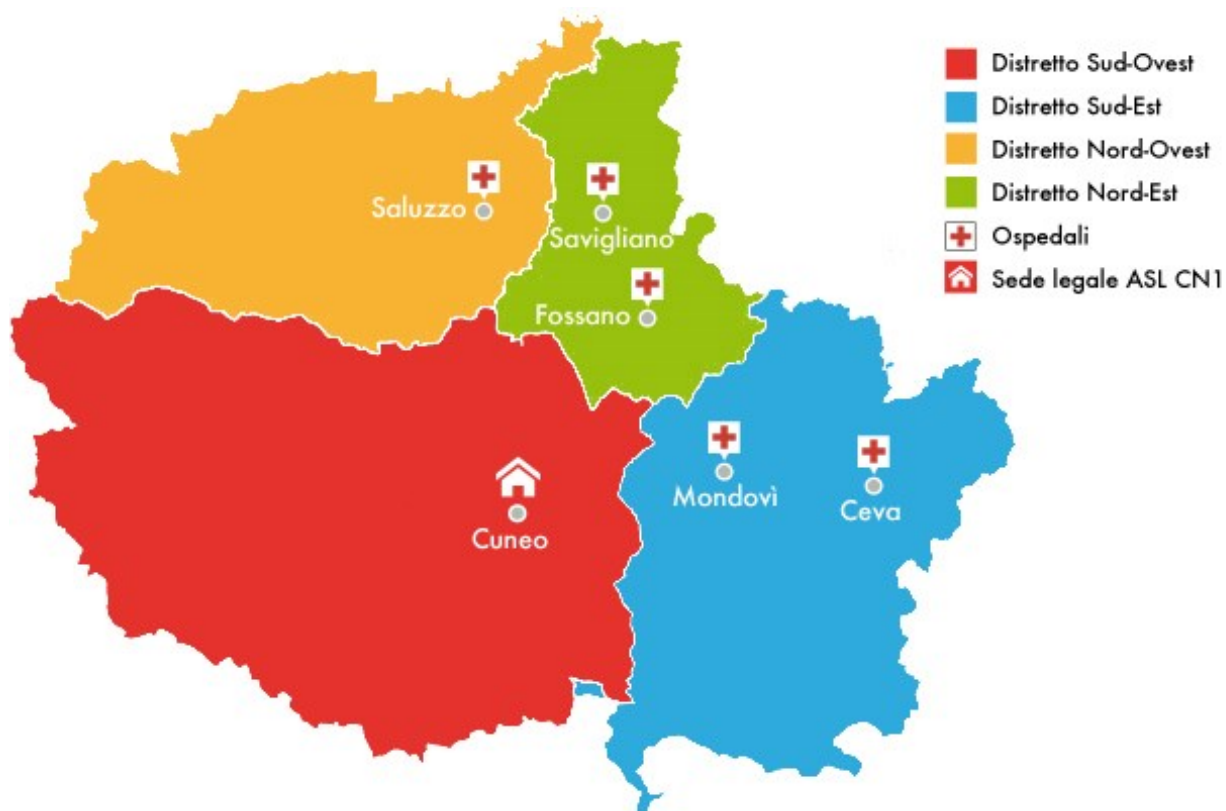 Distretto Sud-Ovest
Distretto Sud-Est
Distretto Nord-Ovest
Distretto Nord-Est
Ospedali
Sede legale ASL CN1
Saluzzo
Savigliano
Fossano
Mondovì
Ceva
Cuneo